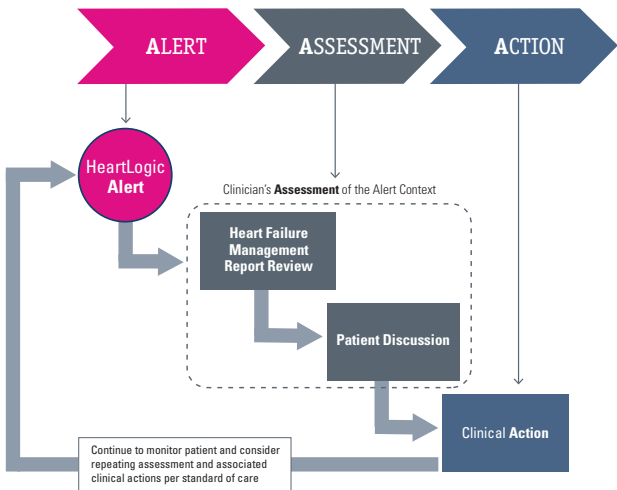 ALERT
ASSESSMENT
ACTION
HeartLogic
Alert
Clinician's Assessment of the Alert Context
Heart Failure
Management
Report Review
Patient Discussion
Clinical Action
Continue to monitor patient and consider
repeating assessment and associated
clinical actions per standard of care